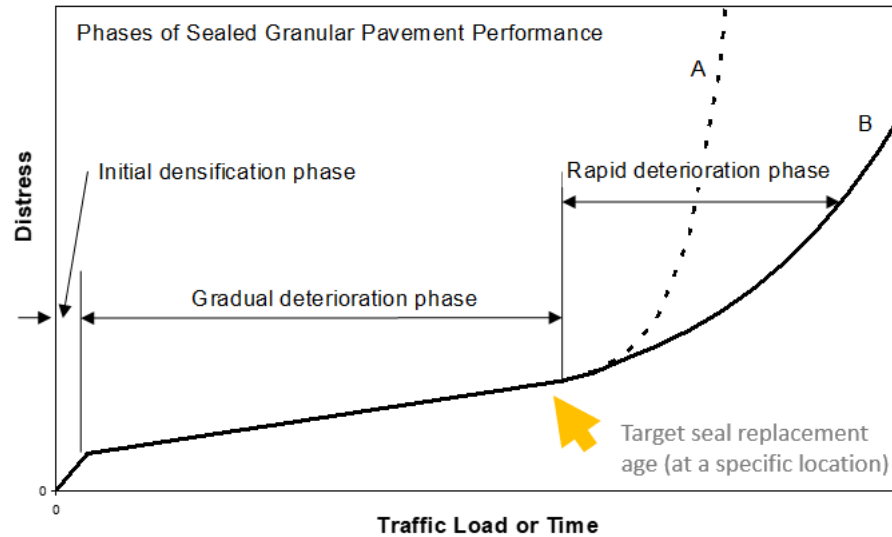 Phases of Sealed Granular Pavement Performance
A
B
Initial densification phase
Rapid deterioration phase
Distress
Gradual deterioration phase
Target seal replacement
age (at a specific location)
0
0
Traffic Load or Time